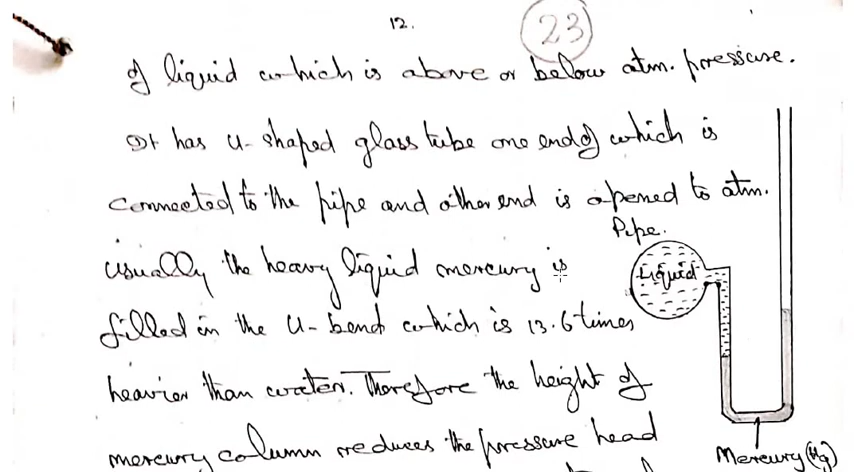 12.
23
of liquid which is above or below atm. pressure.
It has U-shaped glass tube one end of which is
connected to the pipe and other end is opened to atm.
Pipe.
usually the heavy liquid mercury is
Liquid
filled in the U-bend which is 13.6 times
heavier than water. Therefore the height of
mercury column reduces the pressure head
Mercury (Hg)